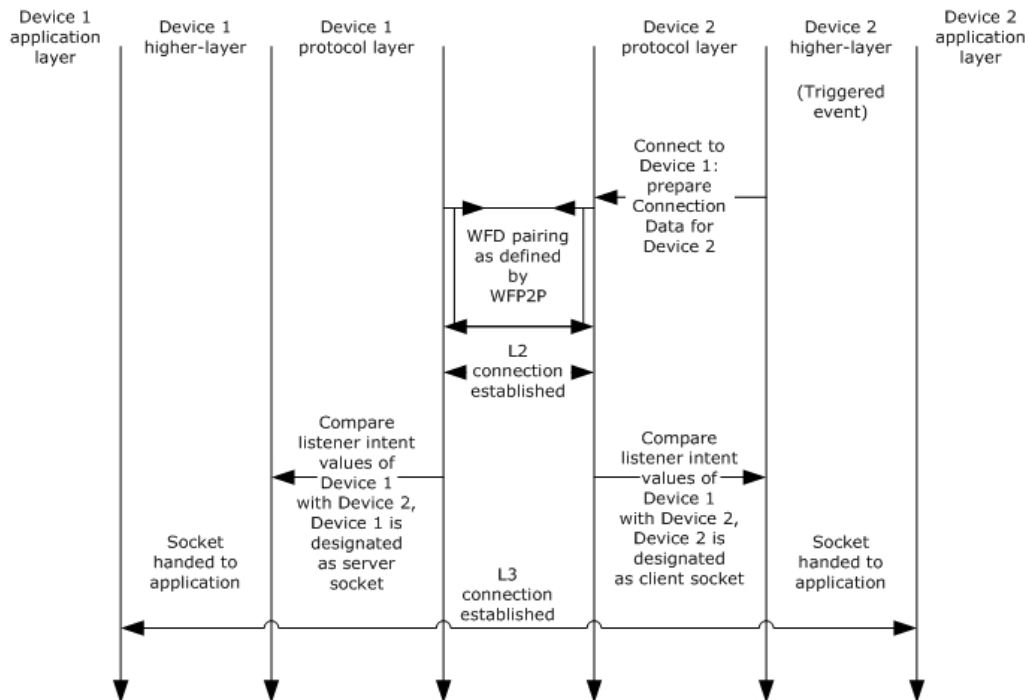 Device 1
application
layer
Device 1
higher-layer
Device 1
protocol layer
Device 2
protocol layer
Device 2
higher-layer
Device 2
application
layer
(Triggered
event)
Connect to
Device 1:
prepare
Connection
Data for
Device 2
WFD pairing
as defined
by
WFP2P
L2
connection
established
Compare
listener intent
values of
Device 1
with Device 2,
Device 1 is
designated
as server
socket
Compare
listener intent
values of
Device 1
with Device 2,
Device 2 is
designated
as client socket
Socket
handed to
application
L3
connection
established
Socket
handed to
application